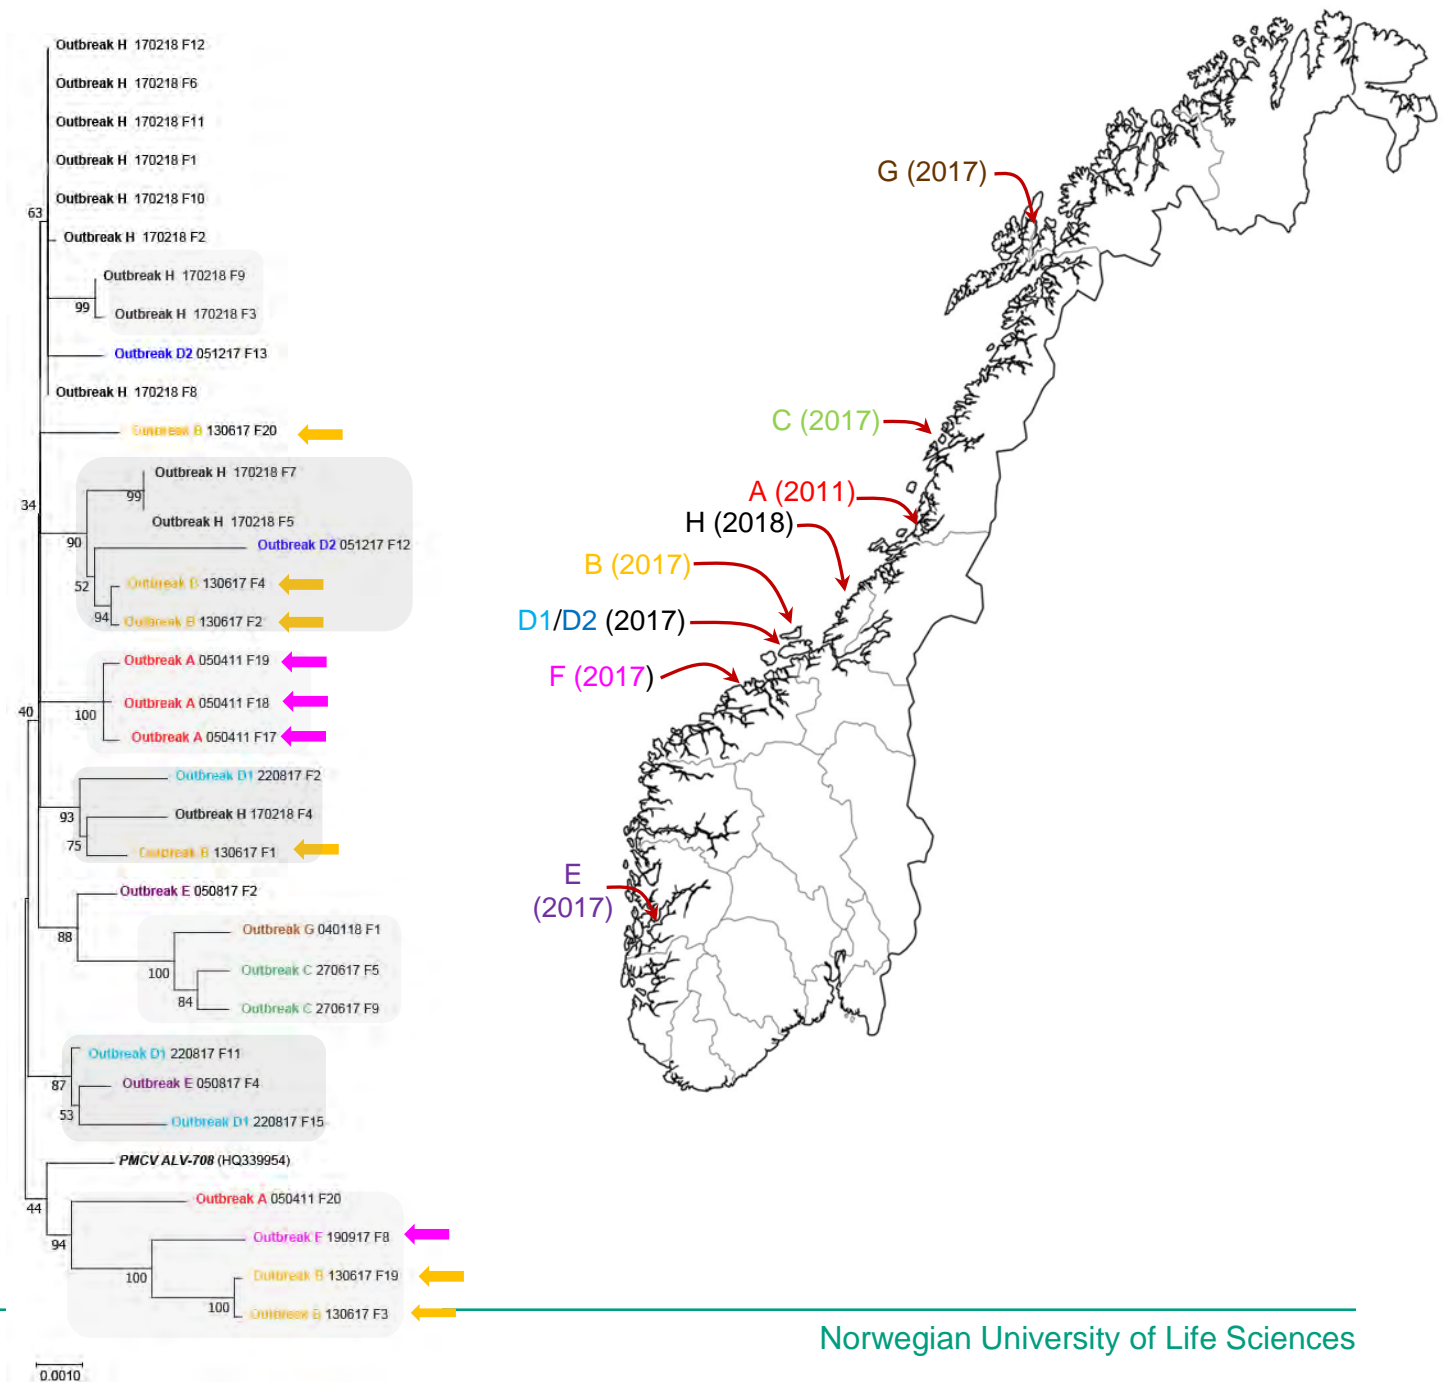 Outbreak H 170218 F12
Outbreak H 170218 F6
Outbreak H 170218 F11
Outbreak H 170218 F1
Outbreak H 170218 F10
63
Outbreak H 170218 F2
Outbreak H 170218 F9
99
Outbreak H 170218 F3
Outbreak D2 051217 F13
Outbreak H 170218 F8
Outbreak B 130617 F20
Outbreak H 170218 F7
99
34
Outbreak H 170218 F5
90
Outbreak D2 051217 F12
52
Outbreak B 130617 F4
94
Outbreak B 130617 F2
Outbreak A 050411 F19
Outbreak A 050411 F18
40
100
Outbreak A 050411 F17
Outbreak D1 220817 F2
93
Outbreak H 170218 F4
75
Outbreak B 130617 F1
Outbreak E 050817 F2
88
Outbreak G 040118 F1
100
Outbreak C 270617 F5
84
Outbreak C 270617 F9
Outbreak D1 220817 F11
87
Outbreak E 050817 F4
53
Outbreak D1 220817 F15
PMCV ALV-708 (HQ339954)
44
Outbreak A 050411 F20
94
Outbreak F 190917 F8
100
Outbreak B 130617 F19
100
Outbreak B 130617 F3
0.0010
G (2017)
C (2017)
A (2011)
H (2018)
B (2017)
D1/D2 (2017)
F (2017)
E
(2017)
Norwegian University of Life Sciences